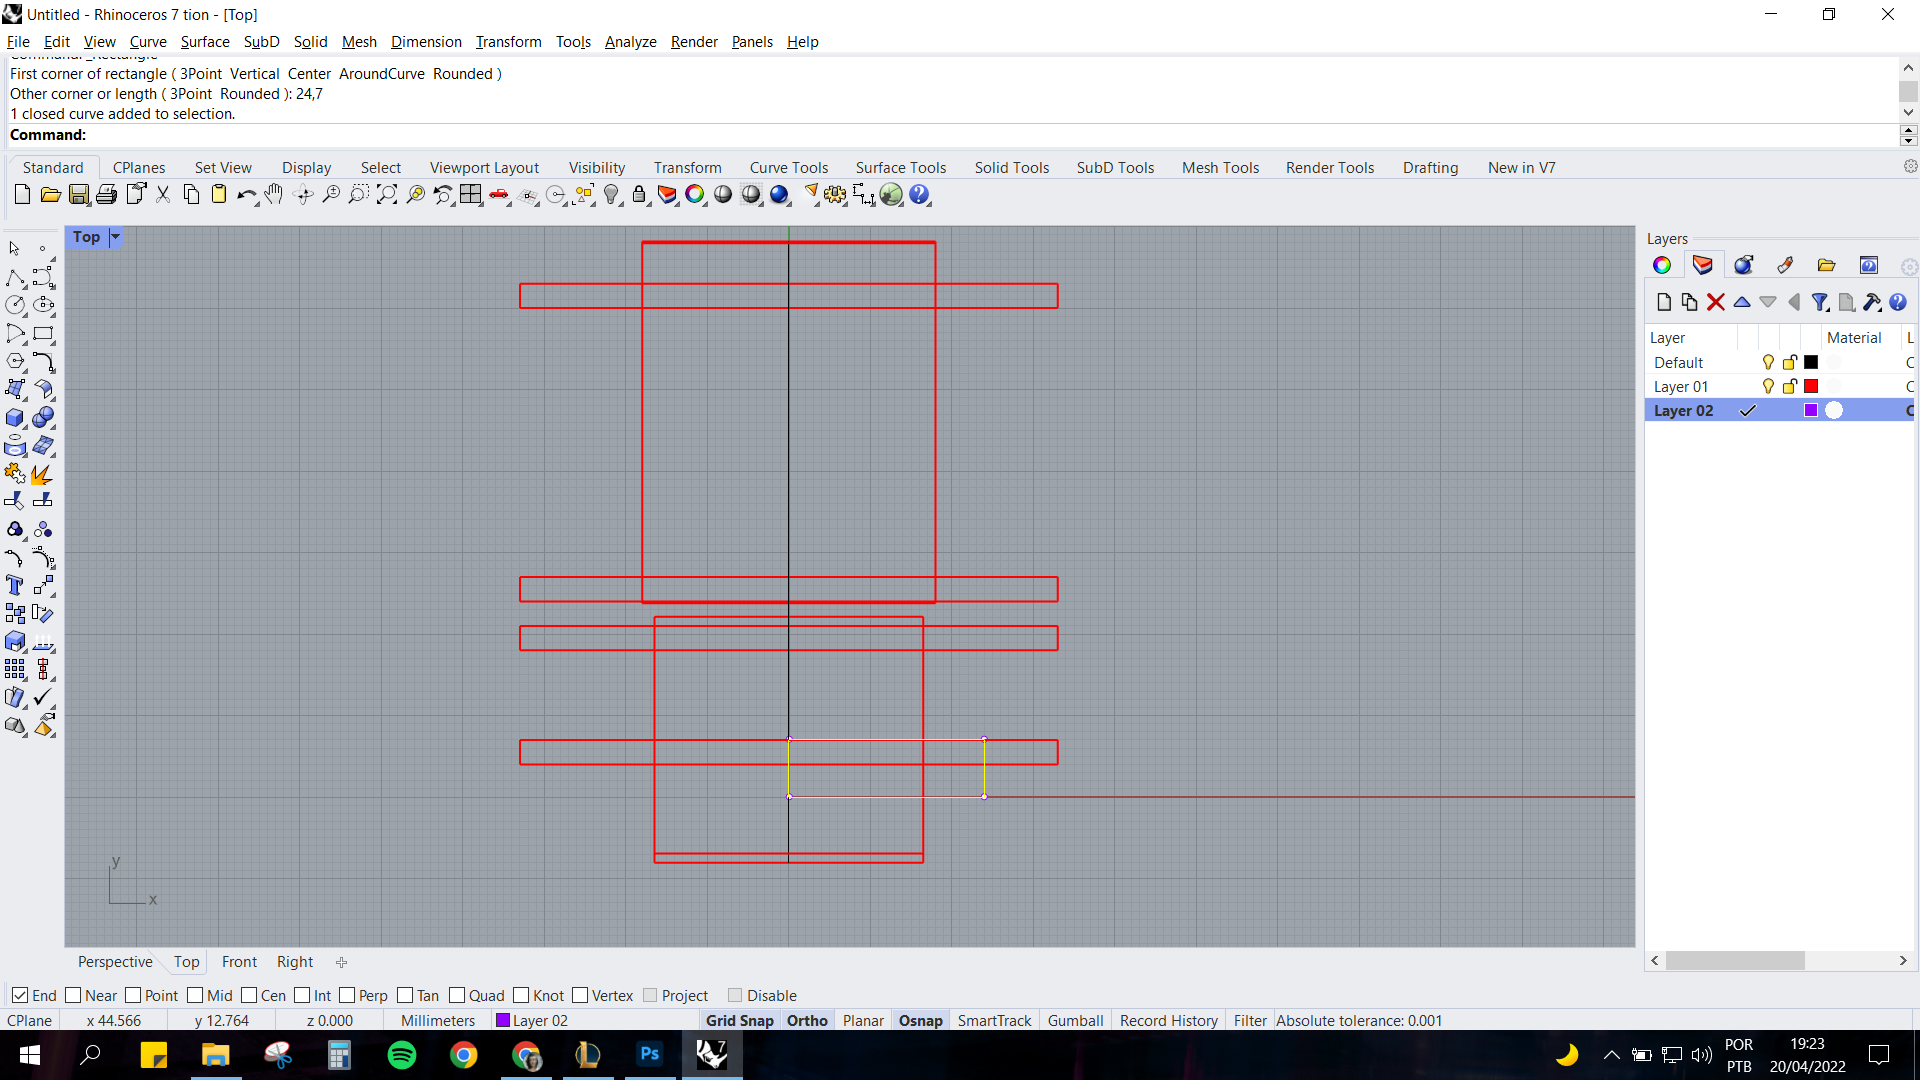 Untitled - Rhinoceros 7 tion - [Top]
File Edit View Curve Surface SubD Solid Mesh Dimension Transform Tools Analyze Render Panels Help
Command: _Rectangle
First corner of rectangle ( 3Point Vertical Center AroundCurve Rounded )
Other corner or length ( 3Point Rounded ): 24,7
1 closed curve added to selection.
Command:
Standard CPlanes Set View Display Select Viewport Layout Visibility Transform Curve Tools Surface Tools Solid Tools SubD Tools Mesh Tools Render Tools Drafting New in V7
Top
Layers
Layer Material L
Default C
Layer 01 C
Layer 02 C
y
x
Perspective Top Front Right
End Near Point Mid Cen Int Perp Tan Quad Knot Vertex Project Disable
CPlane x 44.566 y 12.764 z 0.000 Millimeters Layer 02 Grid Snap Ortho Planar Osnap SmartTrack Gumball Record History Filter Absolute tolerance: 0.001
Ps
7
POR
PTB
19:23
20/04/2022